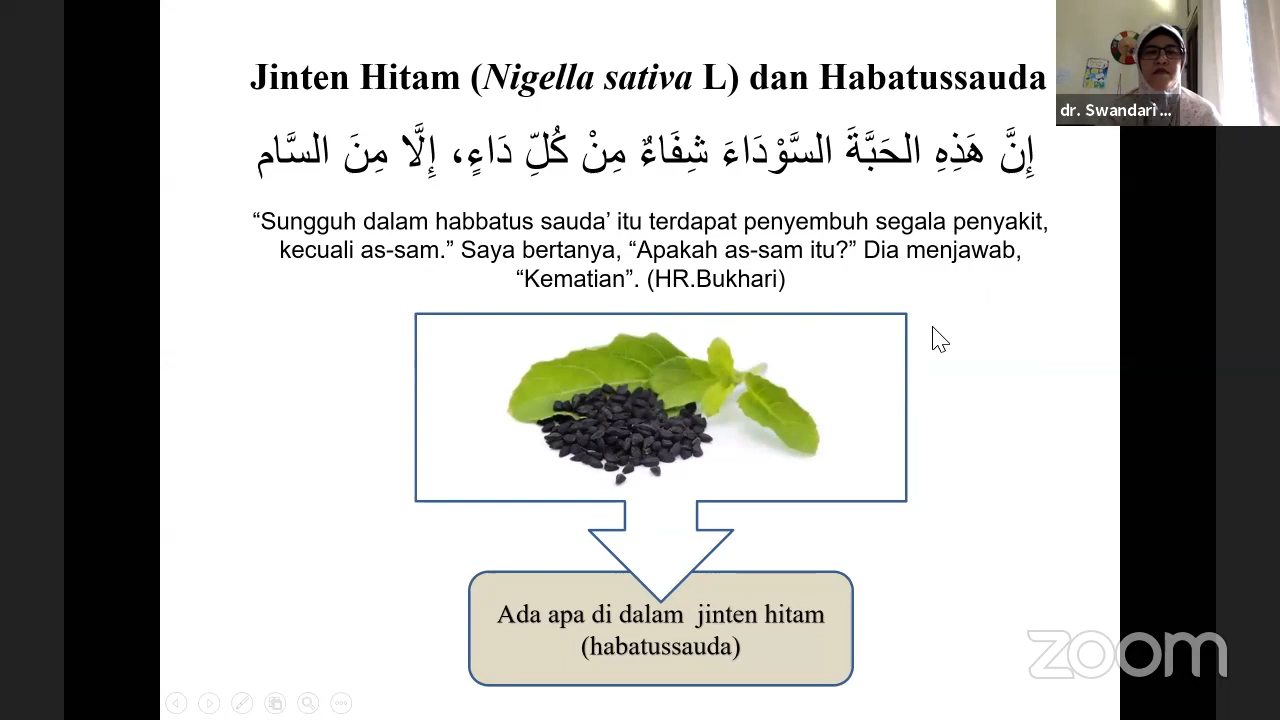 Jinten Hitam (Nigella sativa L) dan Habatussauda
إِنَّ هَذِهِ الحَبَّةَ السَّوْدَاءَ شِفَاءٌ مِنْ كُلِّ دَاءٍ، إِلَّا مِنَ السَّام
“Sungguh dalam habbatus sauda’ itu terdapat penyembuh segala penyakit,
kecuali as-sam.” Saya bertanya, “Apakah as-sam itu?” Dia menjawab,
“Kematian”. (HR.Bukhari)
Ada apa di dalam jinten hitam
(habatussauda)
dr. Swandari ...
zoom